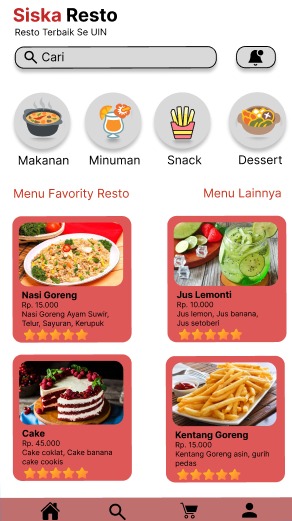 Siska Resto
Resto Terbaik Se UIN
Cari
Makanan
Minuman
Snack
Dessert
Menu Favority Resto
Menu Lainnya
Nasi Goreng
Rp. 15.000
Nasi Goreng Ayam Suwir,
Telur, Sayuran, Kerupuk
Jus Lemonti
Rp. 10.000
Jus lemon, Jus banana,
Jus setoberl
Cake
Rp. 45.000
Cake coklat, Cake banana
cake cookis
Kentang Goreng
Rp. 15.000
Kentang Goreng asin, gurih
pedas